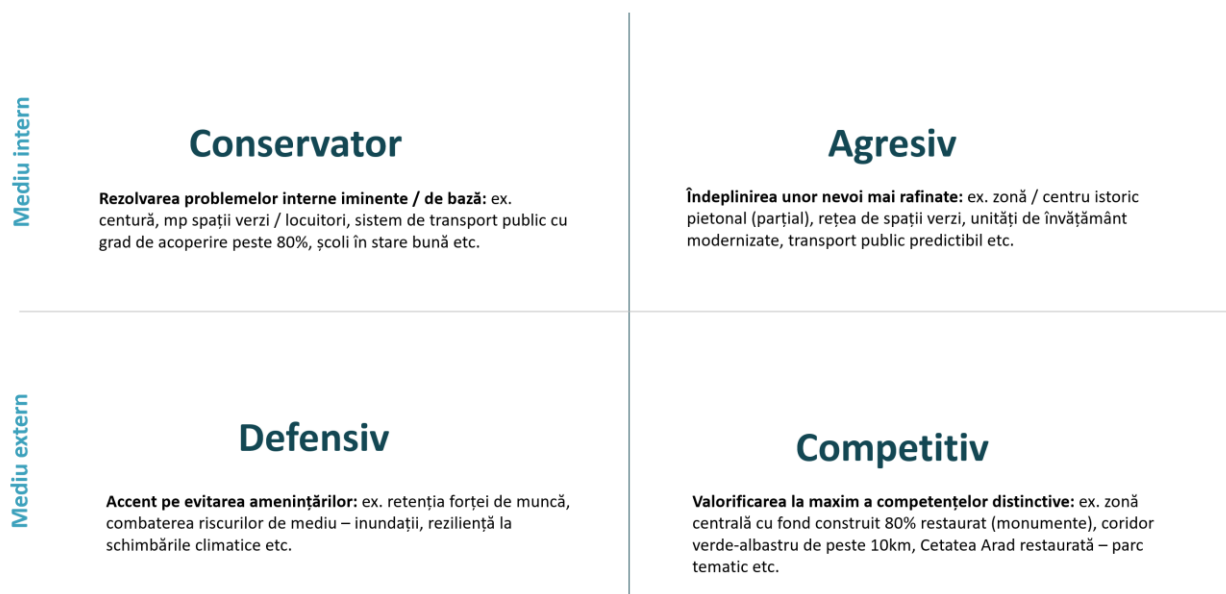 Mediu intern
Conservator
Rezolvarea problemelor interne iminente / de bază: ex.
centură, mp spații verzi / locuitori, sistem de transport public cu
grad de acoperire peste 80%, școli în stare bună etc.
Agresiv
Îndeplinirea unor nevoi mai rafinate: ex. zonă / centru istoric
pietonal (parțial), rețea de spații verzi, unități de învățământ
modernizate, transport public predictibil etc.
Mediu extern
Defensiv
Accent pe evitarea amenințărilor: ex. retenția forței de muncă,
combaterea riscurilor de mediu – inundații, reziliență la
schimbările climatice etc.
Competitiv
Valorificarea la maxim a competențelor distinctive: ex. zonă
centrală cu fond construit 80% restaurat (monumente), coridor
verde-albastru de peste 10km, Cetatea Arad restaurată – parc
tematic etc.